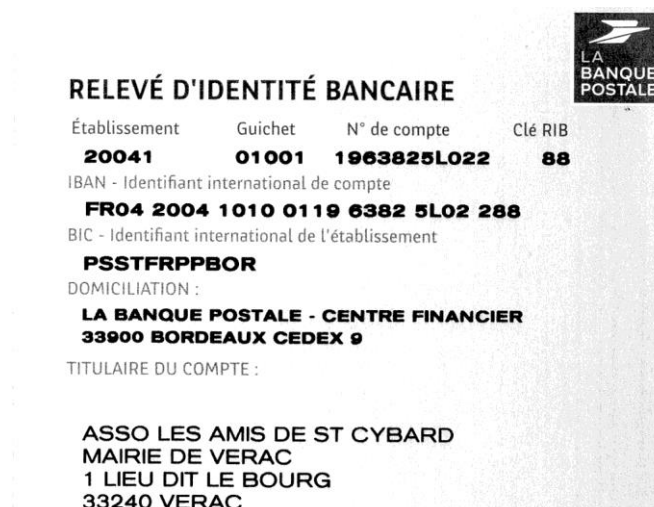 LA
BANQUE
POSTALE
RELEVÉ D'IDENTITÉ BANCAIRE
Établissement Guichet N° de compte Clé RIB
20041 01001 1963825L022 88
IBAN - Identifiant international de compte
FR04 2004 1010 0119 6382 5L02 288
BIC - Identifiant international de l'établissement
PSSTFRPPBOR
DOMICILIATION :
LA BANQUE POSTALE - CENTRE FINANCIER
33900 BORDEAUX CEDEX 9
TITULAIRE DU COMPTE :
ASSO LES AMIS DE ST CYBARD
MAIRIE DE VERAC
1 LIEU DIT LE BOURG
33240 VERAC